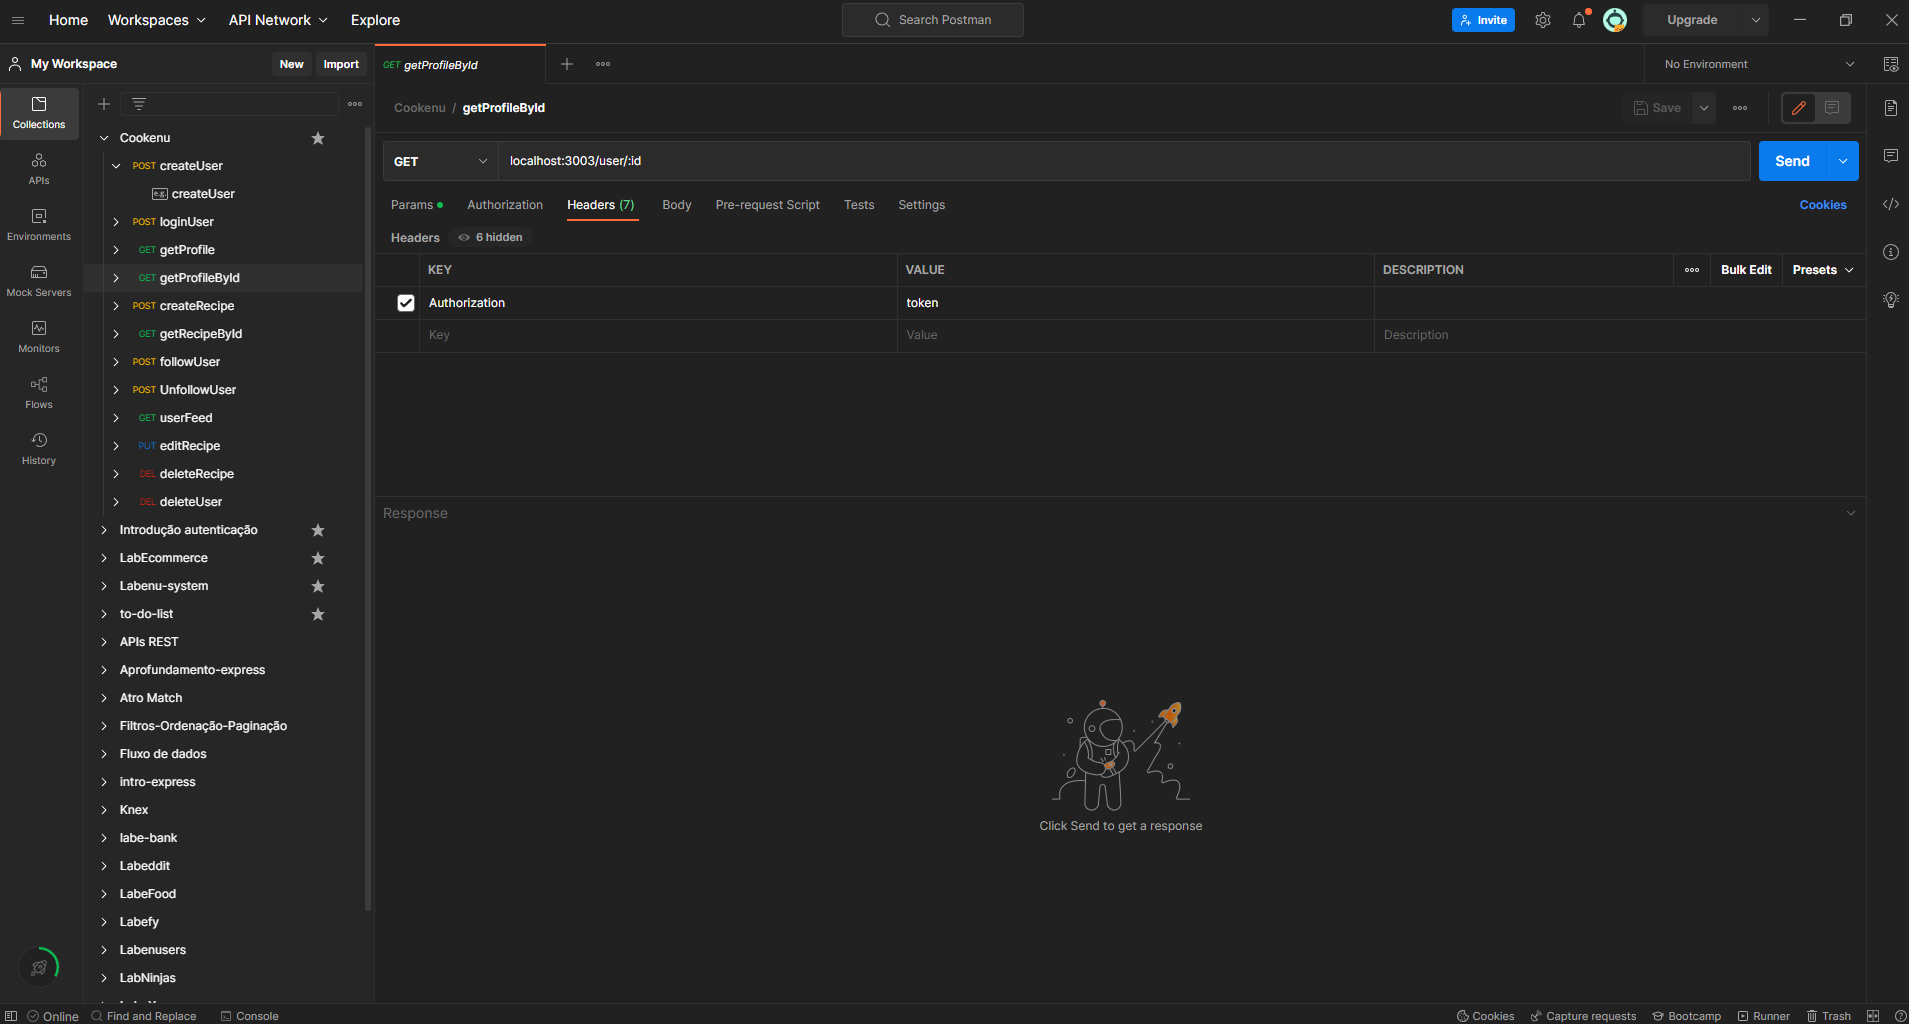 Home Workspaces API Network Explore Search Postman Invite Upgrade
My Workspace New Import GET getProfileById No Environment
Collections
APIs
Environments
Mock Servers
Monitors
Flows
History
Cookenu
POST createUser
e.g. createUser
POST loginUser
GET getProfile
GET getProfileById
POST createRecipe
GET getRecipeById
POST followUser
POST UnfollowUser
GET userFeed
PUT editRecipe
DEL deleteRecipe
DEL deleteUser
Introdução autenticação
LabEcommerce
Labenu-system
to-do-list
APIs REST
Aprofundamento-express
Atro Match
Filtros-Ordenação-Paginação
Fluxo de dados
intro-express
Knex
labe-bank
Labeddit
LabeFood
Labefy
Labenusers
LabNinjas
Cookenu / getProfileById Save
GET localhost:3003/user/:id Send
Params Authorization Headers (7) Body Pre-request Script Tests Settings Cookies
Headers 6 hidden
KEY VALUE DESCRIPTION Bulk Edit Presets
Authorization token
Key Value Description
Response
Click Send to get a response
Online Find and Replace Console Cookies Capture requests Bootcamp Runner Trash